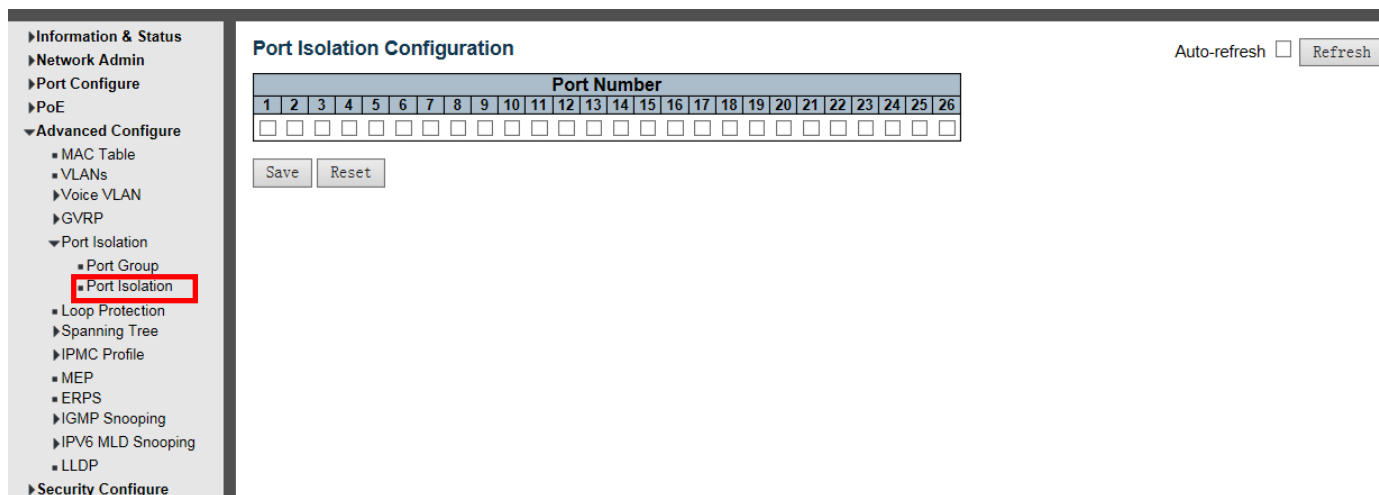 Information & Status
Network Admin
Port Configure
PoE
Advanced Configure
MAC Table
VLANs
Voice VLAN
GVRP
Port Isolation
Port Group
Port Isolation
Loop Protection
Spanning Tree
IPMC Profile
MEP
ERPS
IGMP Snooping
IPV6 MLD Snooping
LLDP
Security Configure
Port Isolation Configuration
Auto-refresh Refresh
Port Number
1 2 3 4 5 6 7 8 9 10 11 12 13 14 15 16 17 18 19 20 21 22 23 24 25 26
Save Reset